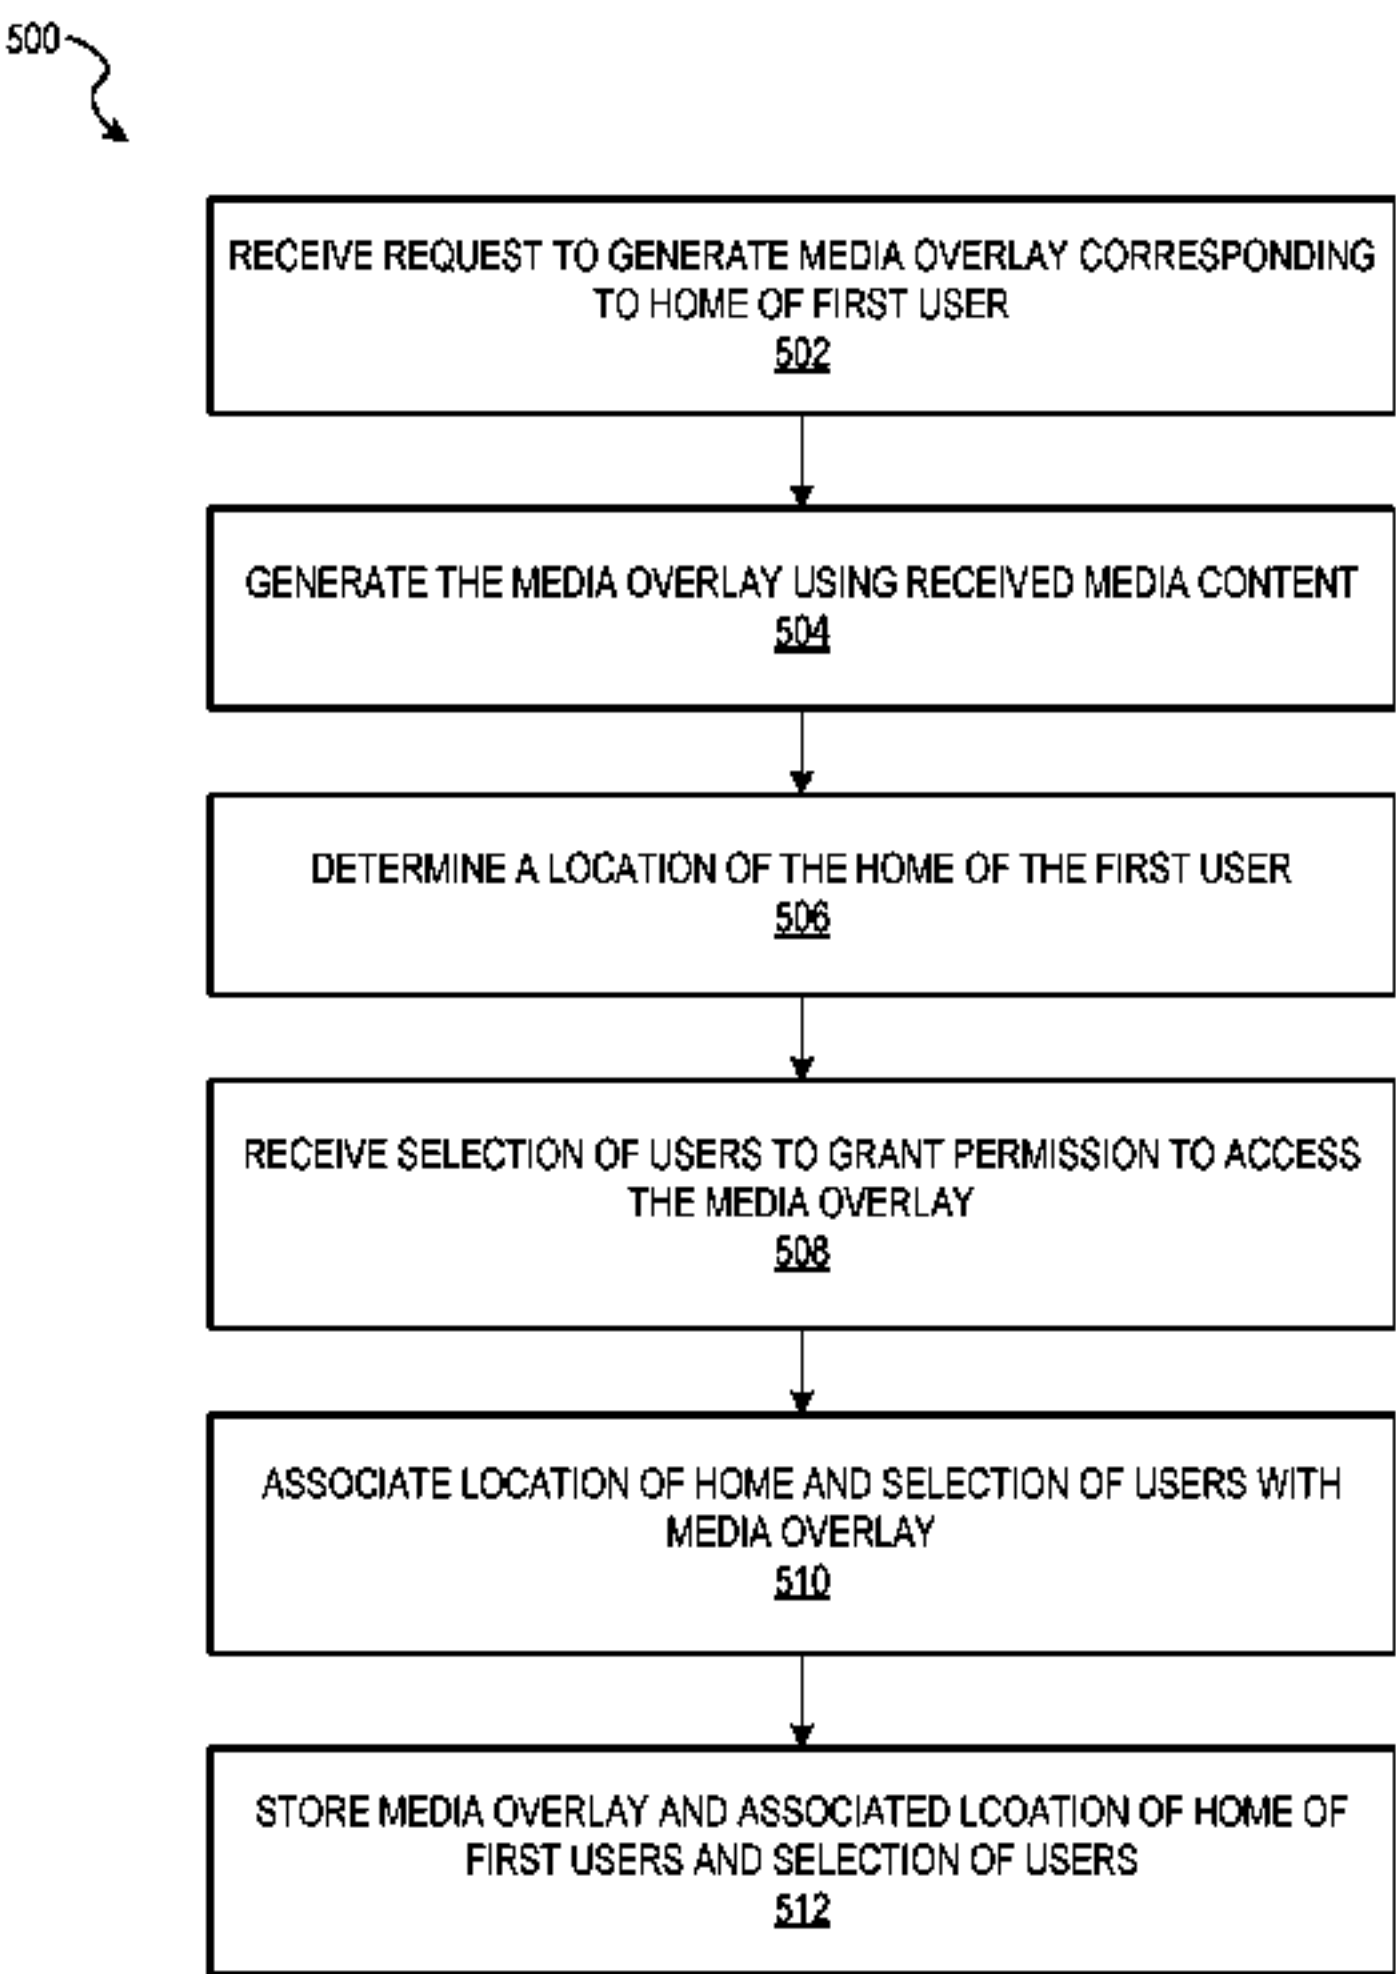 500
RECEIVE REQUEST TO GENERATE MEDIA OVERLAY CORRESPONDING
TO HOME OF FIRST USER
502
GENERATE THE MEDIA OVERLAY USING RECEIVED MEDIA CONTENT
504
DETERMINE A LOCATION OF THE HOME OF THE FIRST USER
506
RECEIVE SELECTION OF USERS TO GRANT PERMISSION TO ACCESS
THE MEDIA OVERLAY
508
ASSOCIATE LOCATION OF HOME AND SELECTION OF USERS WITH
MEDIA OVERLAY
510
STORE MEDIA OVERLAY AND ASSOCIATED LCOATION OF HOME OF
FIRST USERS AND SELECTION OF USERS
512